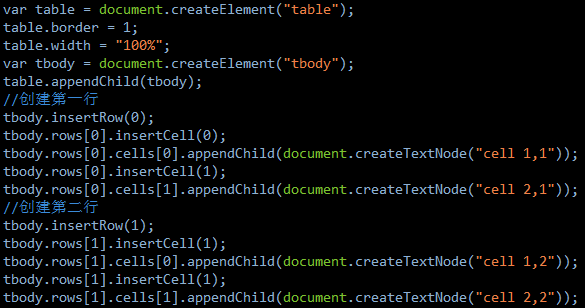 var table = document.createElement("table");
table.border = 1;
table.width = "100%";
var tbody = document.createElement("tbody");
table.appendChild(tbody);
//创建第一行
tbody.insertRow(0);
tbody.rows[0].insertCell(0);
tbody.rows[0].cells[0].appendChild(document.createTextNode("cell 1,1"));
tbody.rows[0].insertCell(1);
tbody.rows[0].cells[1].appendChild(document.createTextNode("cell 2,1"));
//创建第二行
tbody.insertRow(1);
tbody.rows[1].insertCell(1);
tbody.rows[1].cells[0].appendChild(document.createTextNode("cell 1,2"));
tbody.rows[1].insertCell(1);
tbody.rows[1].cells[1].appendChild(document.createTextNode("cell 2,2"));